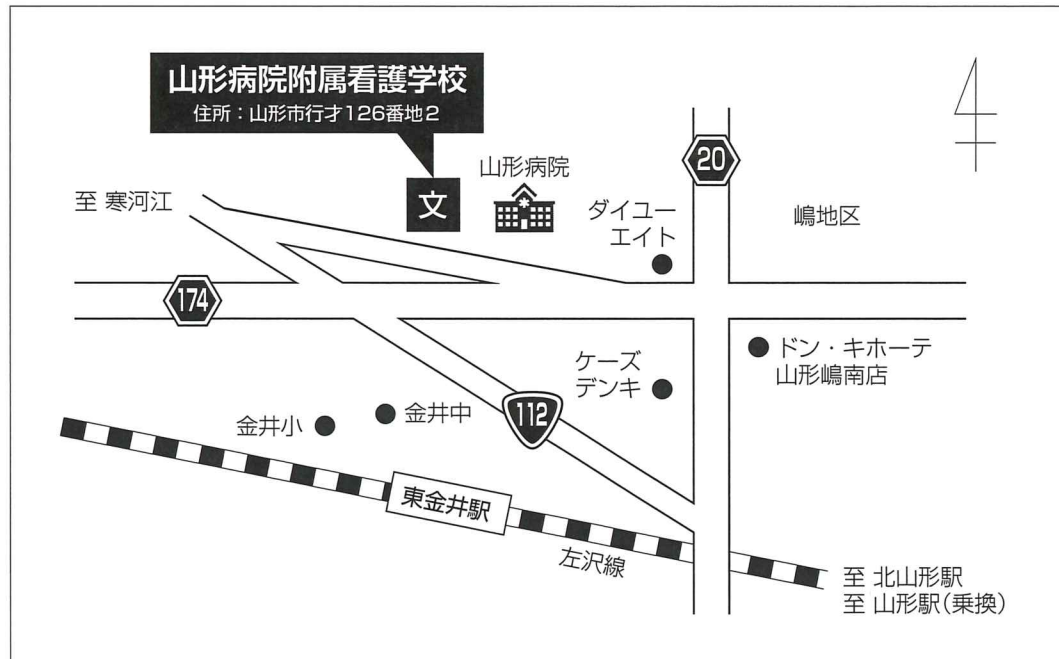 山形病院附属看護学校
住所：山形市行才126番地2
文
山形病院
20
至 寒河江
ダイユー
エイト
嶋地区
174
ドン・キホーテ
山形嶋南店
ケーズ
デンキ
112
金井小
金井中
東金井駅
左沢線
至 北山形駅
至 山形駅(乗換)